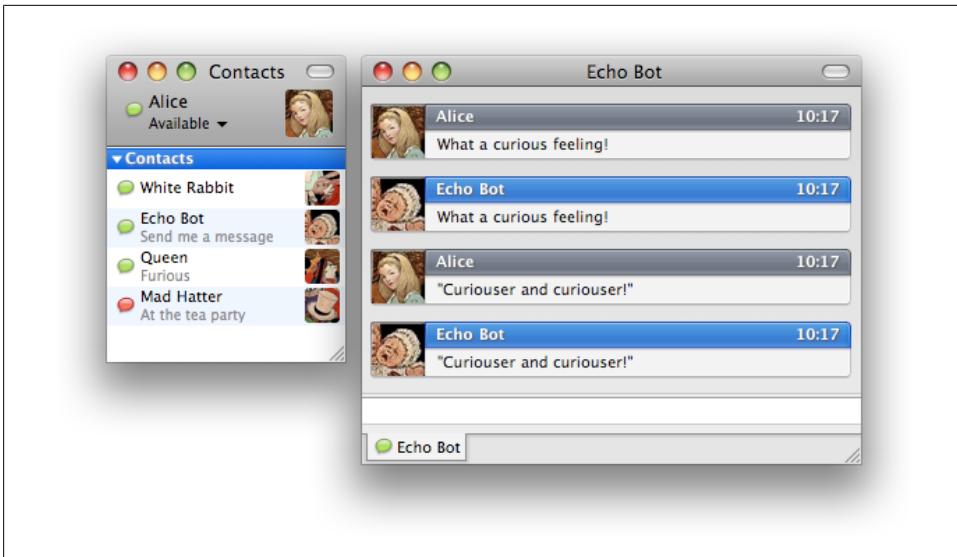 Contacts
Alice
Available
Contacts
White Rabbit
Echo Bot
Send me a message
Queen
Furious
Mad Hatter
At the tea party
Echo Bot
Alice 10:17
What a curious feeling!
Echo Bot 10:17
What a curious feeling!
Alice 10:17
"Curiouser and curiouser!"
Echo Bot 10:17
"Curiouser and curiouser!"
Echo Bot